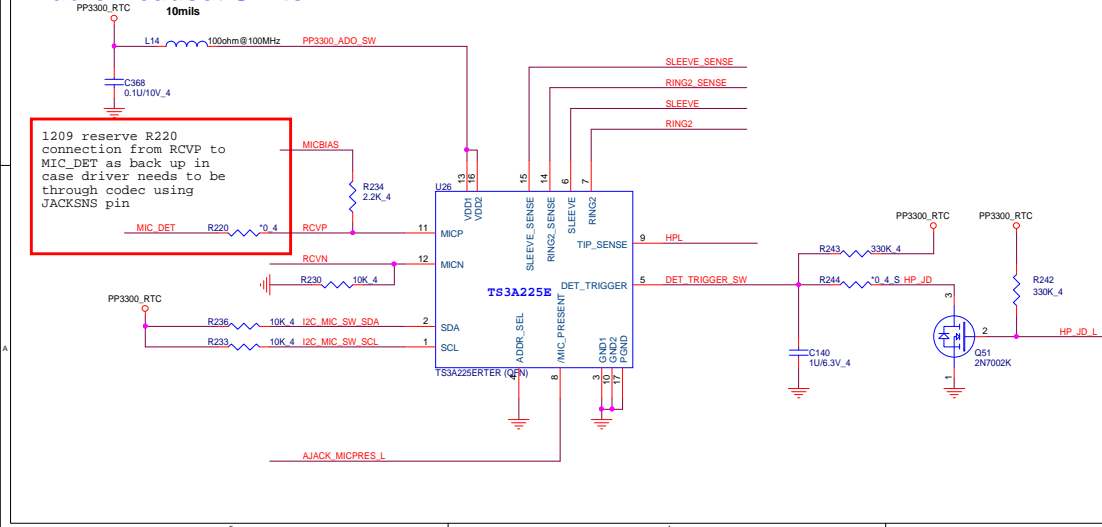 PP3300_RTC
10mils
L14
100ohm@100MHz
PP3300_ADO_SW
C368
0.1U/10V_4
1209 reserve R220
connection from RCVP to
MIC_DET as back up in
case driver needs to be
through codec using
JACKSNS pin
MICBIAS
R234
2.2K_4
MIC_DET
R220
*0_4
RCVP
RCVN
R230
10K_4
PP3300_RTC
R236
10K_4
I2C_MIC_SW_SDA
R233
10K_4
I2C_MIC_SW_SCL
SLEEVE_SENSE
RING2_SENSE
SLEEVE
RING2
U26
13
16
15
14
6
7
VDD1
VDD2
SLEEVE_SENSE
RING2_SENSE
SLEEVE
RING2
11
MICP
12
MICN
2
SDA
1
SCL
TS3A225E
TIP_SENSE
9
HPL
DET_TRIGGER
5
DET_TRIGGER_SW
ADDR_SEL
/MIC_PRESENT
GND1
GND2
PGND
TS3A225ERTER (QFN)
4
8
3
10
17
AJACK_MICPRES_L
PP3300_RTC
PP3300_RTC
R243
330K_4
R244
*0_4_S
HP_JD
R242
330K_4
3
2
1
HP_JD_L
Q51
2N7002K
C140
1U/6.3V_4
A